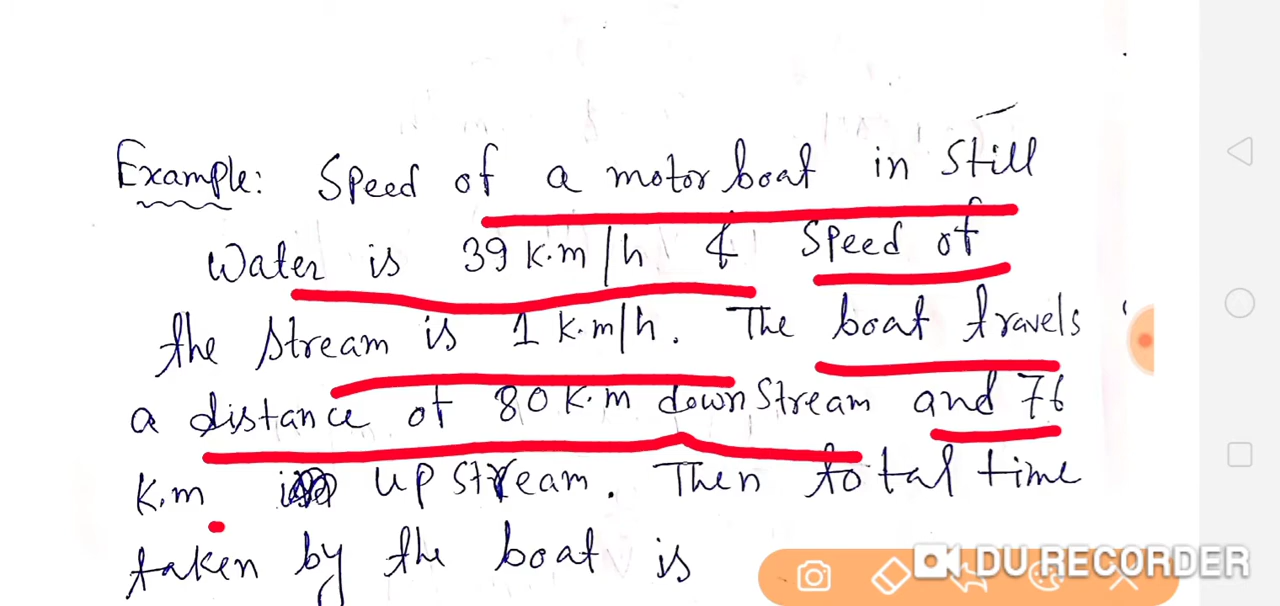 Example: Speed of a motor boat in Still
Water is 39 K.m/h & Speed of
the stream is 1 K.m/h. The boat travels
a distance of 80 K.m down Stream and 76
K.m up stream. Then total time
taken by the boat is
DU RECORDER